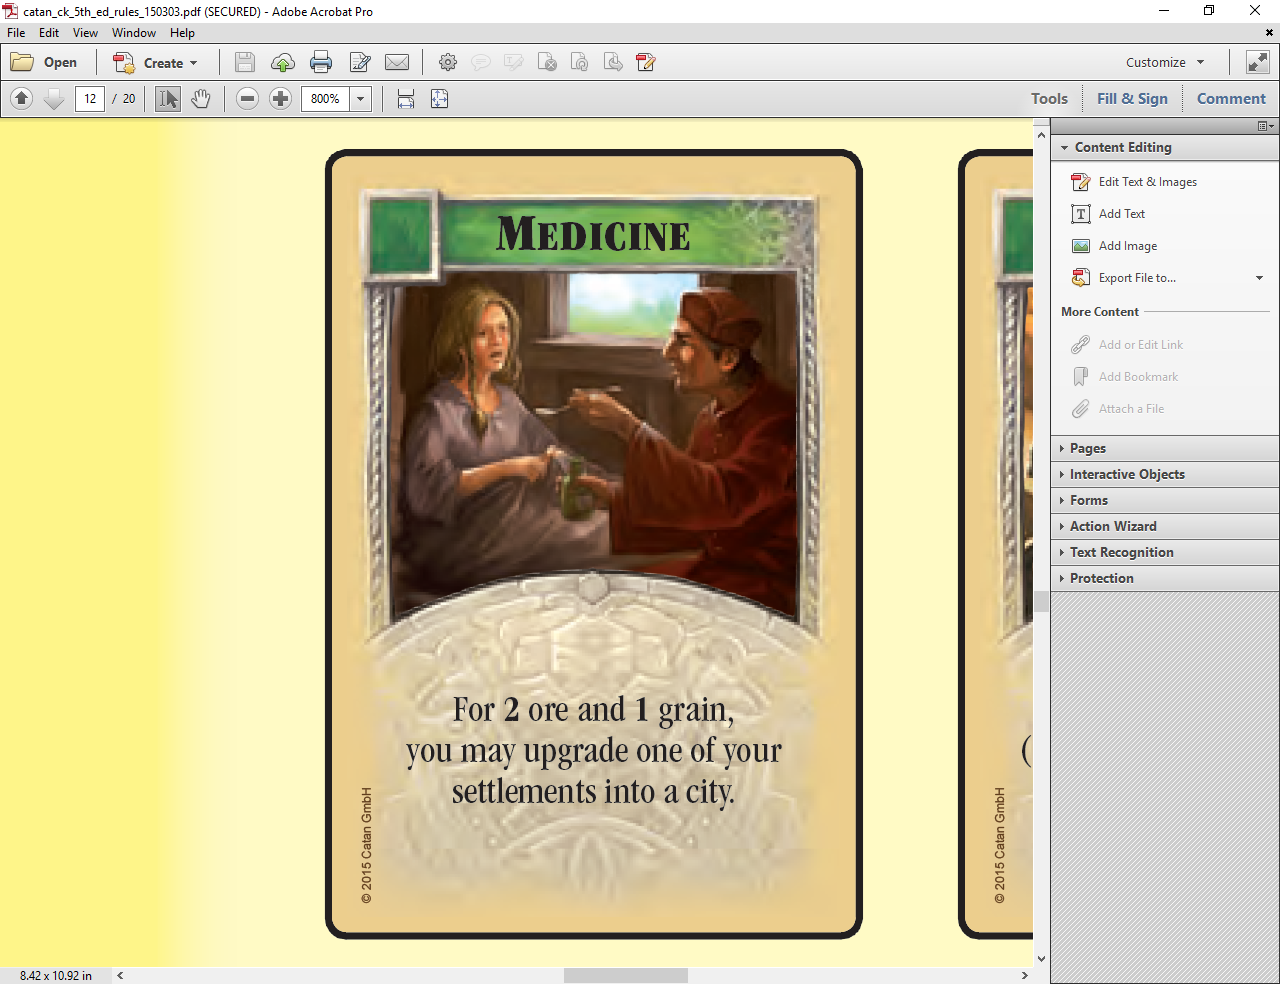 catan_ck_5th_ed_rules_150303.pdf (SECURED) - Adobe Acrobat Pro
File Edit View Window Help
Open Create Customize
12 / 20 800% Tools Fill & Sign Comment
Content Editing
Edit Text & Images
Add Text
Add Image
Export File to...
More Content
Add or Edit Link
Add Bookmark
Attach a File
Pages
Interactive Objects
Forms
Action Wizard
Text Recognition
Protection
MEDICINE
For 2 ore and 1 grain,
you may upgrade one of your
settlements into a city.
© 2015 Catan GmbH
(
© 2015 Catan GmbH
8.42 x 10.92 in